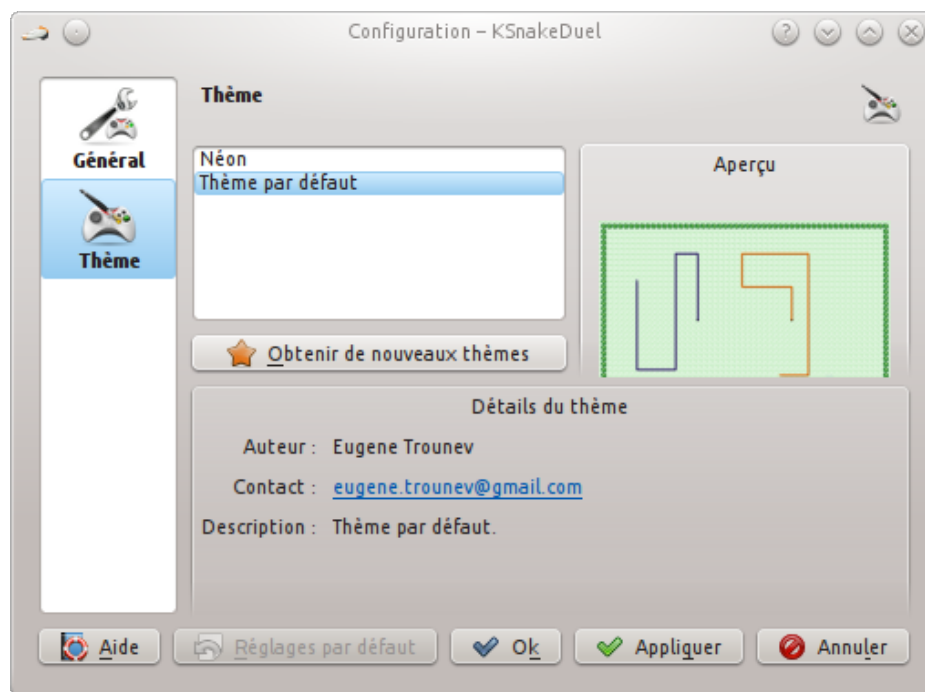 Configuration – KSnakeDuel
Général
Thème
Thème
Néon
Thème par défaut
Obtenir de nouveaux thèmes
Aperçu
Détails du thème
Auteur : Eugene Trounev
Contact : eugene.trounev@gmail.com
Description : Thème par défaut.
Aide
Réglages par défaut
Ok
Appliquer
Annuler